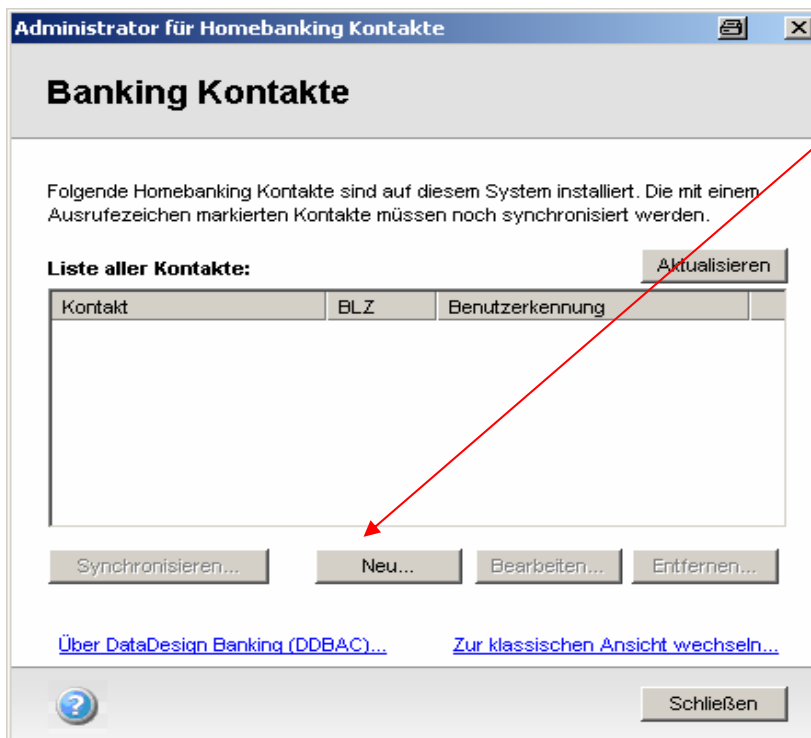 Administrator für Homebanking Kontakte
Banking Kontakte
Folgende Homebanking Kontakte sind auf diesem System installiert. Die mit einem
Ausrufezeichen markierten Kontakte müssen noch synchronisiert werden.
Liste aller Kontakte:
Aktualisieren
Kontakt BLZ Benutzerkennung
Synchronisieren... Neu... Bearbeiten... Entfernen...
Über DataDesign Banking (DDBAC)... Zur klassischen Ansicht wechseln...
? Schließen